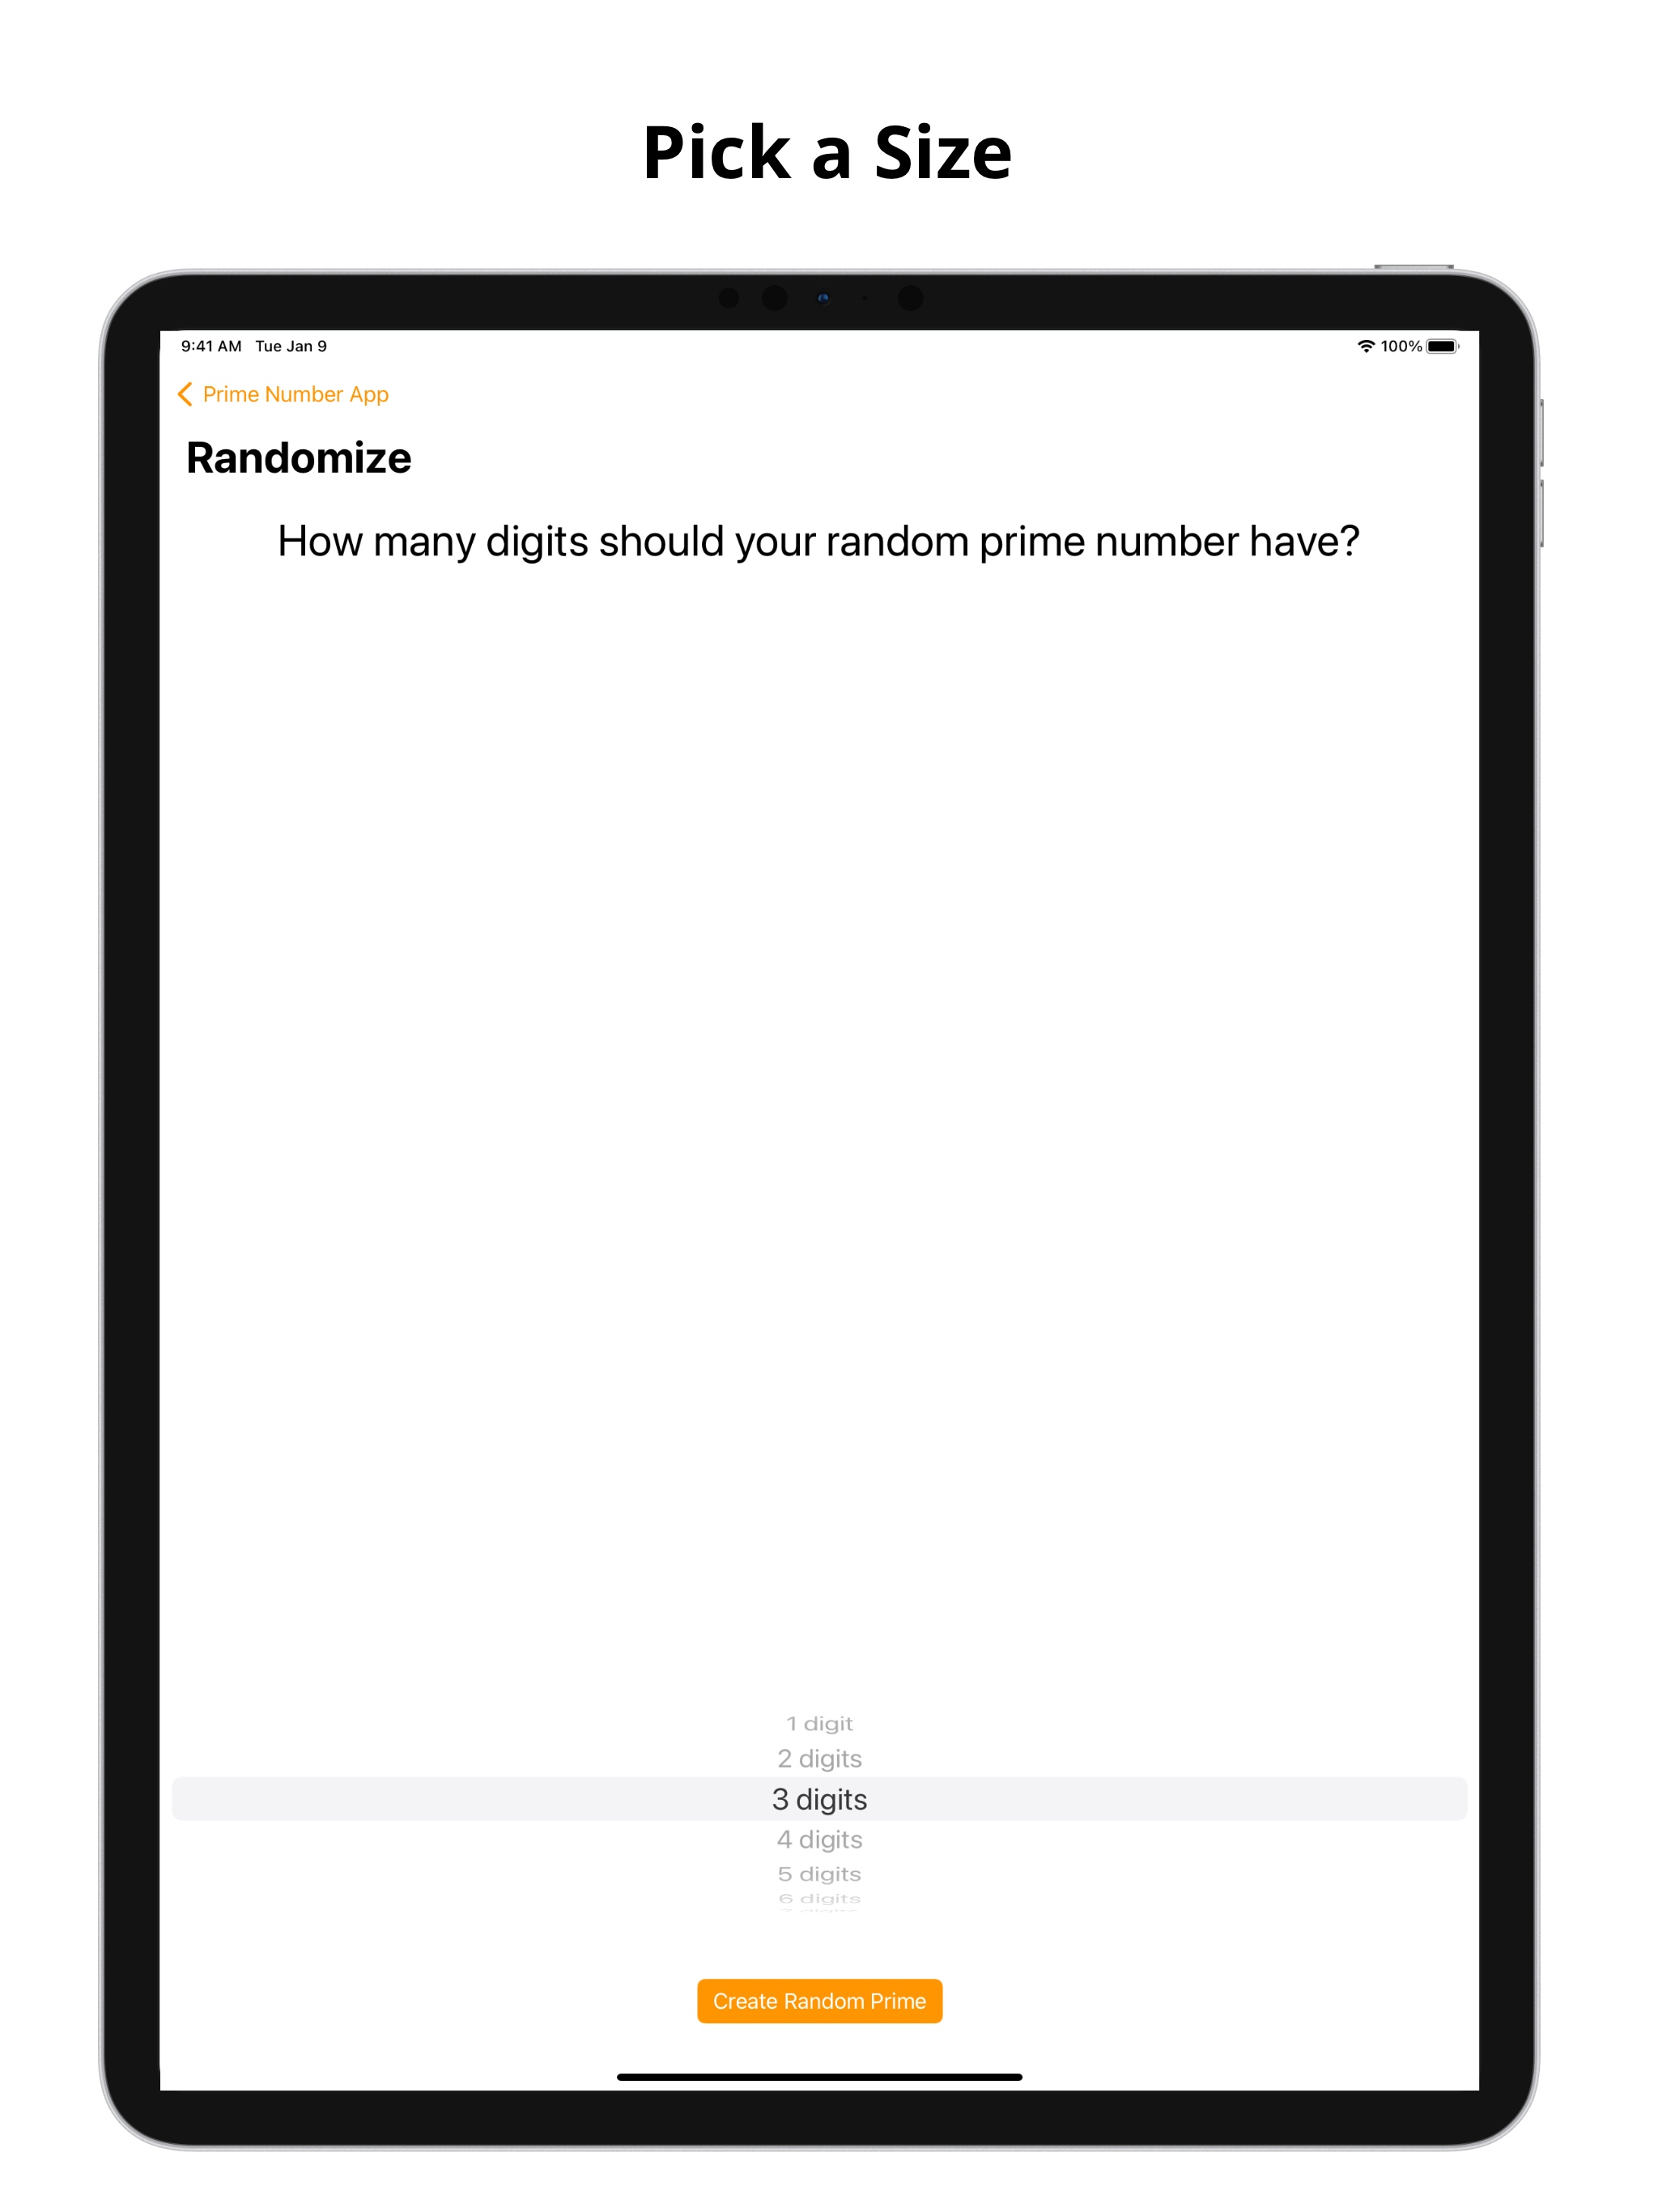 Pick a Size
9:41 AM Tue Jan 9
100%
Prime Number App
Randomize
How many digits should your random prime number have?
1 digit
2 digits
3 digits
4 digits
5 digits
6 digits
Create Random Prime